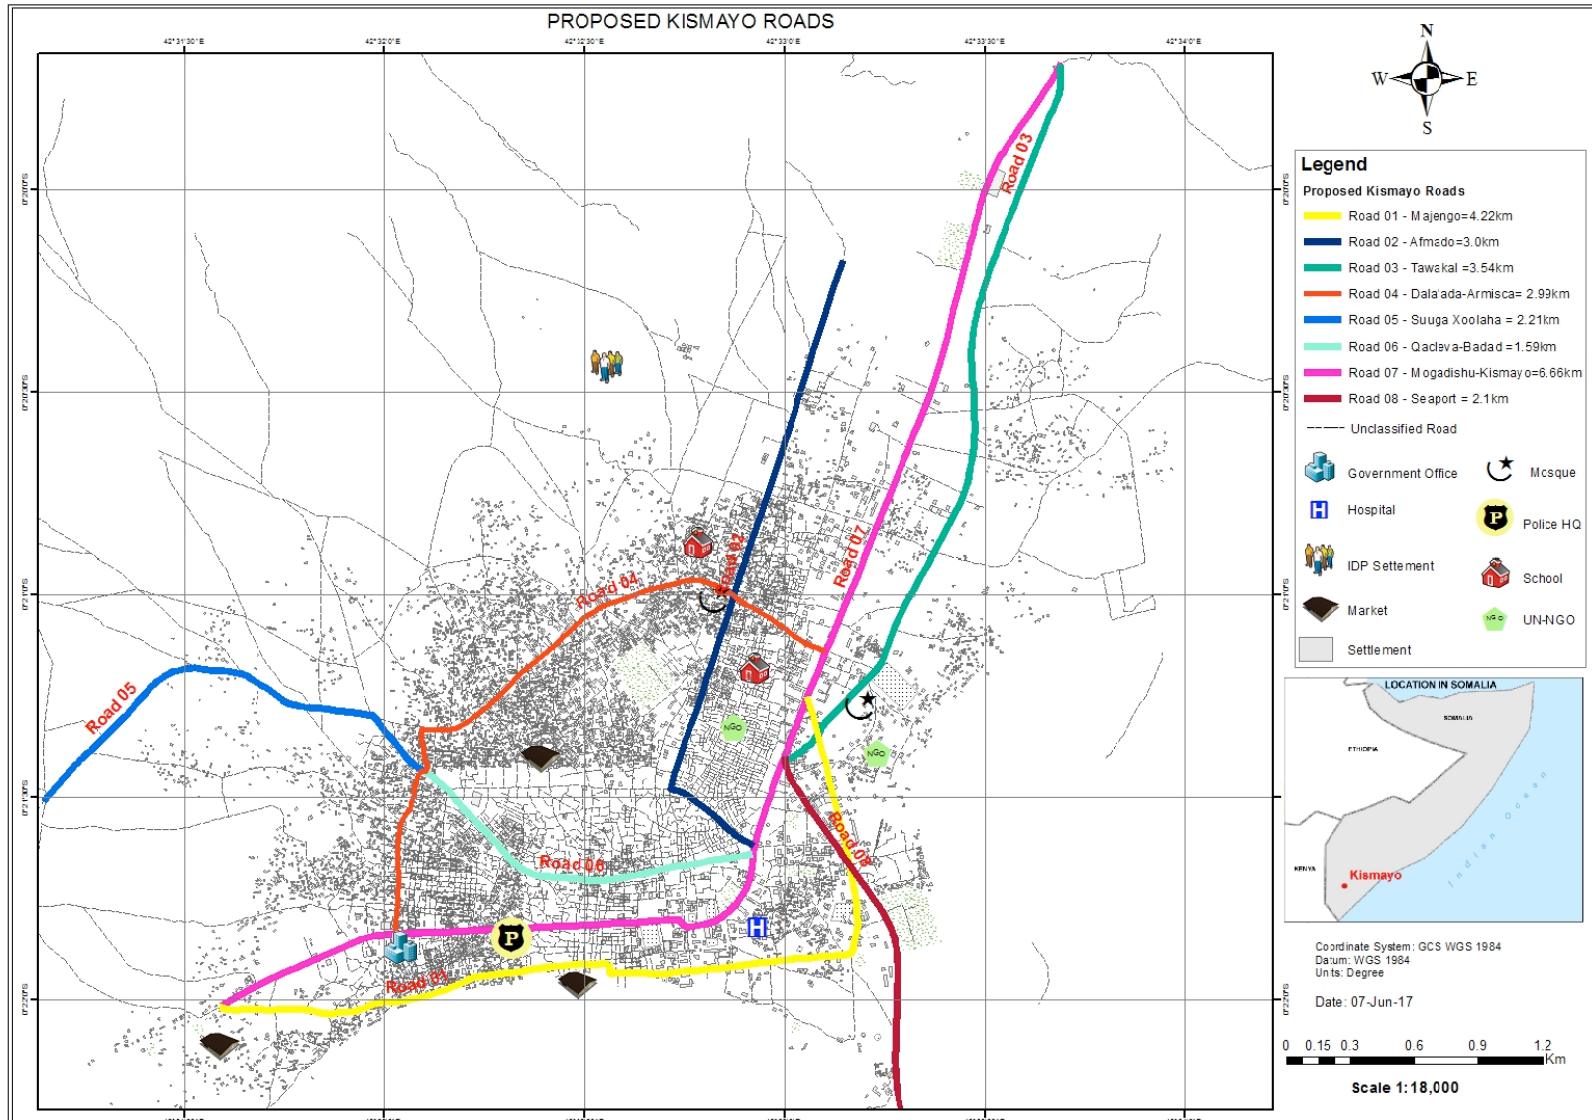 PROPOSED KISMAYO ROADS
42°31'30"E
42°32'0"E
42°32'30"E
42°33'0"E
42°33'30"E
42°34'0"E
N
W
E
S
Legend
Proposed Kismayo Roads
Road 01 - Majengo=4.22km
Road 02 - Afmado=3.0km
Road 03 - Tawakal =3.54km
Road 04 - Dala'ada-Armisca= 2.99km
Road 05 - Suuga Xoolaha = 2.21km
Road 06 - Qacleva-Badad =1.59km
Road 07 - Mogadishu-Kismayo=6.66km
Road 08 - Seaport = 2.1km
Unclassified Road
Government Office
Mosque
H
Hospital
P
Police HQ
IDP Settement
School
Market
NGO
UN-NGO
Settlement
Road 03
Road 02
Road 07
Road 04
Road 05
NGO
NGO
Road 08
Road 06
H
P
Road 01
LOCATION IN SOMALIA
SOMALIA
ETHIOPIA
KENYA
Kismayo
Indian Ocean
Coordinate System: GCS WGS 1984
Datum: WGS 1984
Units: Degree
Date: 07-Jun-17
0 0.15 0.3 0.6 0.9 1.2
Km
Scale 1:18,000